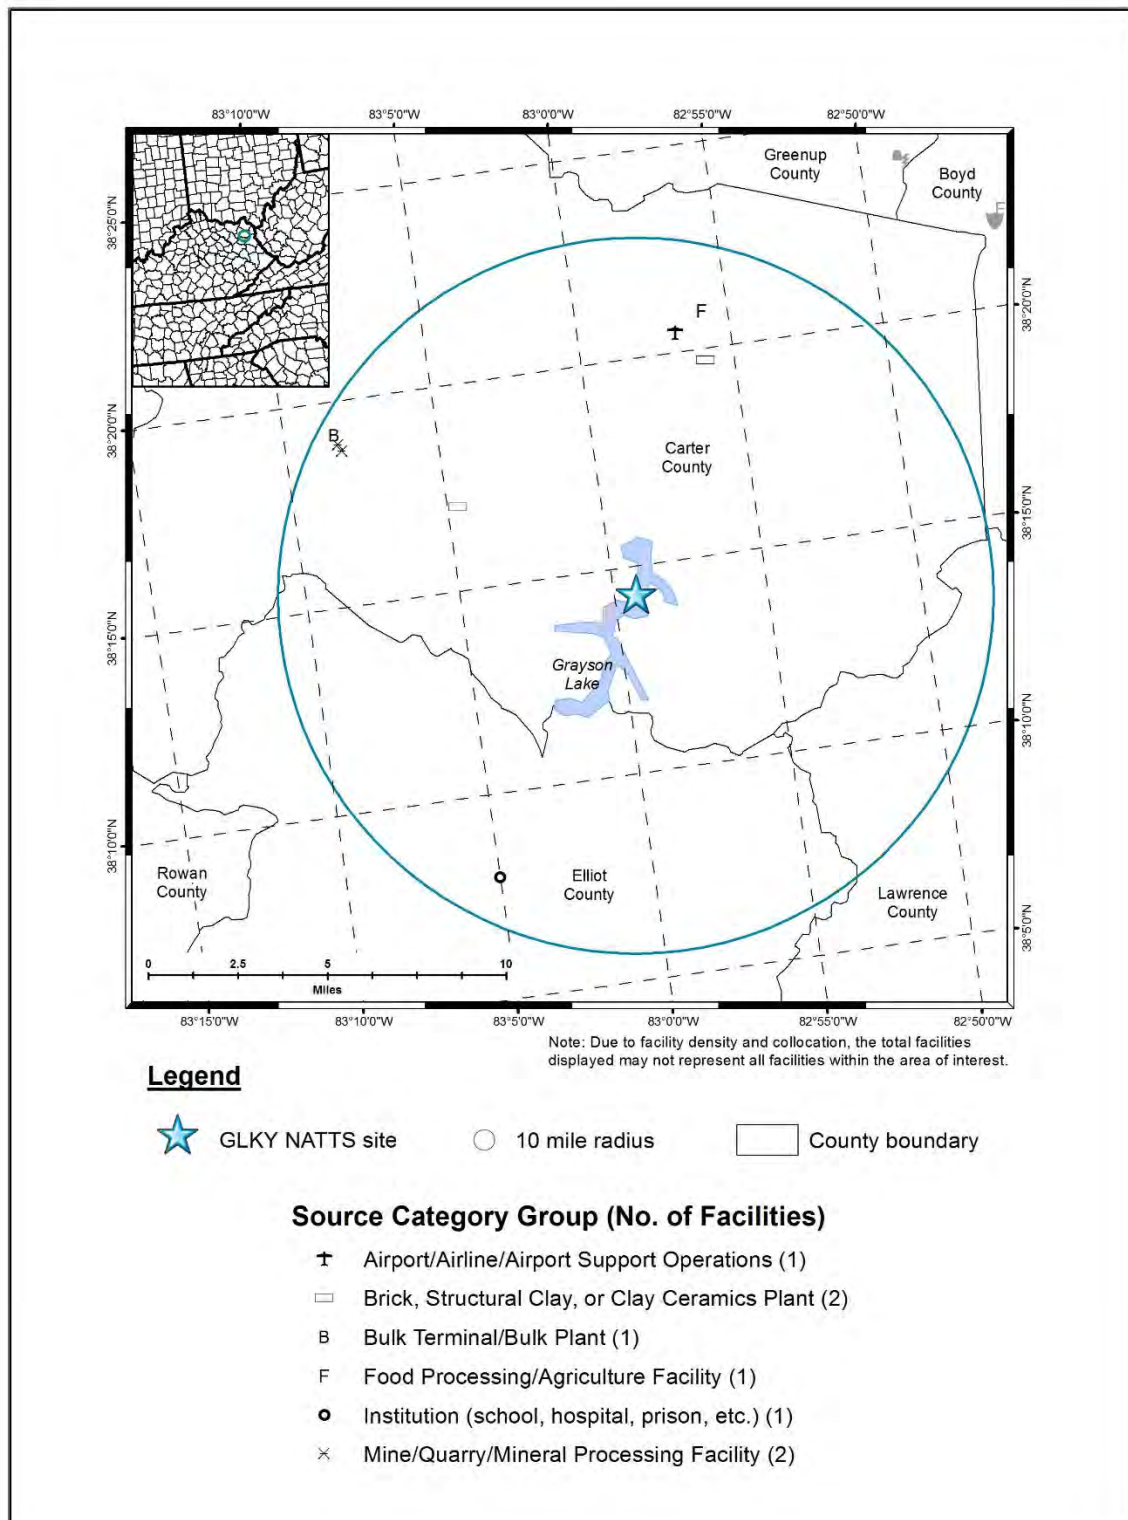 83°10'0"W
83°5'0"W
83°0'0"W
82°55'0"W
82°50'0"W
Greenup
County
Boyd
County
F
38°25'0"N
38°20'0"N
38°15'0"N
38°10'0"N
38°20'0"N
38°15'0"N
38°10'0"N
38°5'0"N
F
B
Carter
County
Grayson
Lake
Rowan
County
Elliot
County
Lawrence
County
0
2.5
5
10
Miles
83°15'0"W
83°10'0"W
83°5'0"W
83°0'0"W
82°55'0"W
82°50'0"W
Note: Due to facility density and collocation, the total facilities
displayed may not represent all facilities within the area of interest.
Legend
GLKY NATTS site
10 mile radius
County boundary
Source Category Group (No. of Facilities)
Airport/Airline/Airport Support Operations (1)
Brick, Structural Clay, or Clay Ceramics Plant (2)
B Bulk Terminal/Bulk Plant (1)
F Food Processing/Agriculture Facility (1)
Institution (school, hospital, prison, etc.) (1)
Mine/Quarry/Mineral Processing Facility (2)